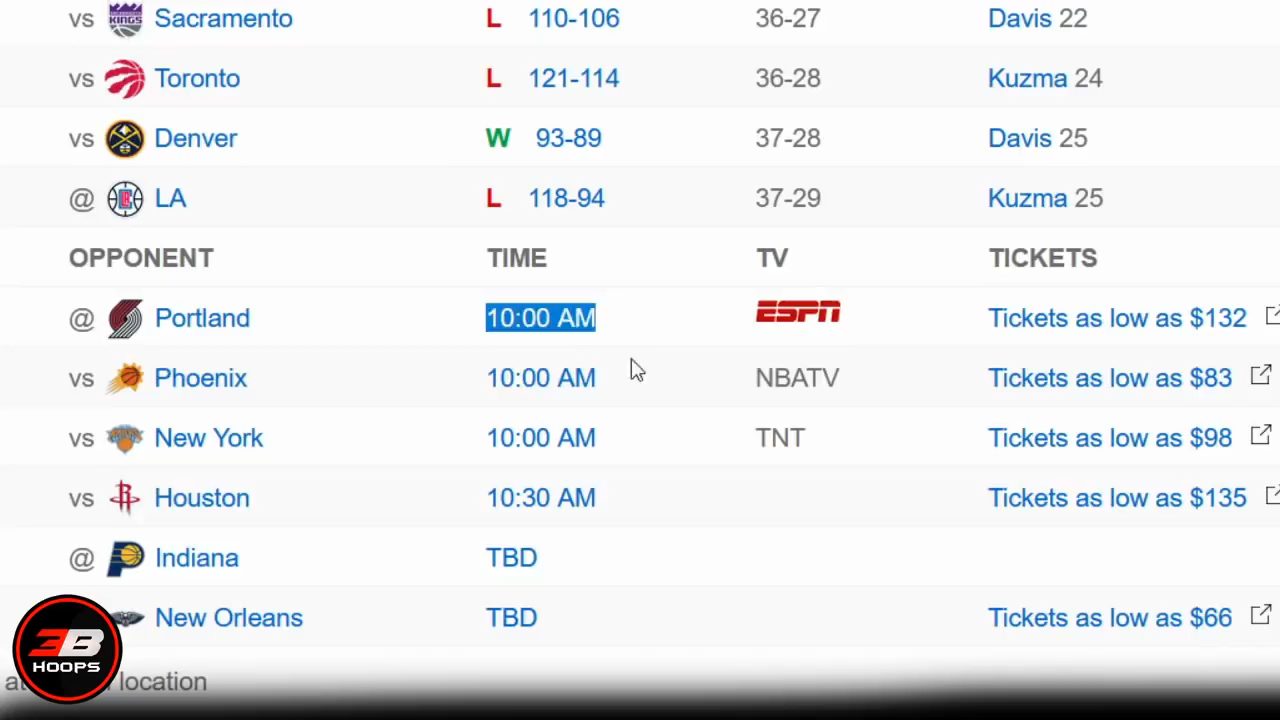 vs Sacramento L 110-106 36-27 Davis 22
vs Toronto L 121-114 36-28 Kuzma 24
vs Denver W 93-89 37-28 Davis 25
@ LA L 118-94 37-29 Kuzma 25
OPPONENT TIME TV TICKETS
@ Portland 10:00 AM ESPN Tickets as low as $132
vs Phoenix 10:00 AM NBATV Tickets as low as $83
vs New York 10:00 AM TNT Tickets as low as $98
vs Houston 10:30 AM Tickets as low as $135
@ Indiana TBD
New Orleans TBD Tickets as low as $66
3B
HOOPS
location